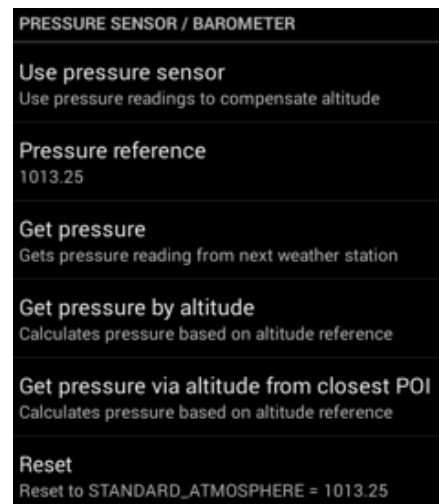 PRESSURE SENSOR / BAROMETER
Use pressure sensor
Use pressure readings to compensate altitude
Pressure reference
1013.25
Get pressure
Gets pressure reading from next weather station
Get pressure by altitude
Calculates pressure based on altitude reference
Get pressure via altitude from closest POI
Calculates pressure based on altitude reference
Reset
Reset to STANDARD_ATMOSPHERE = 1013.25